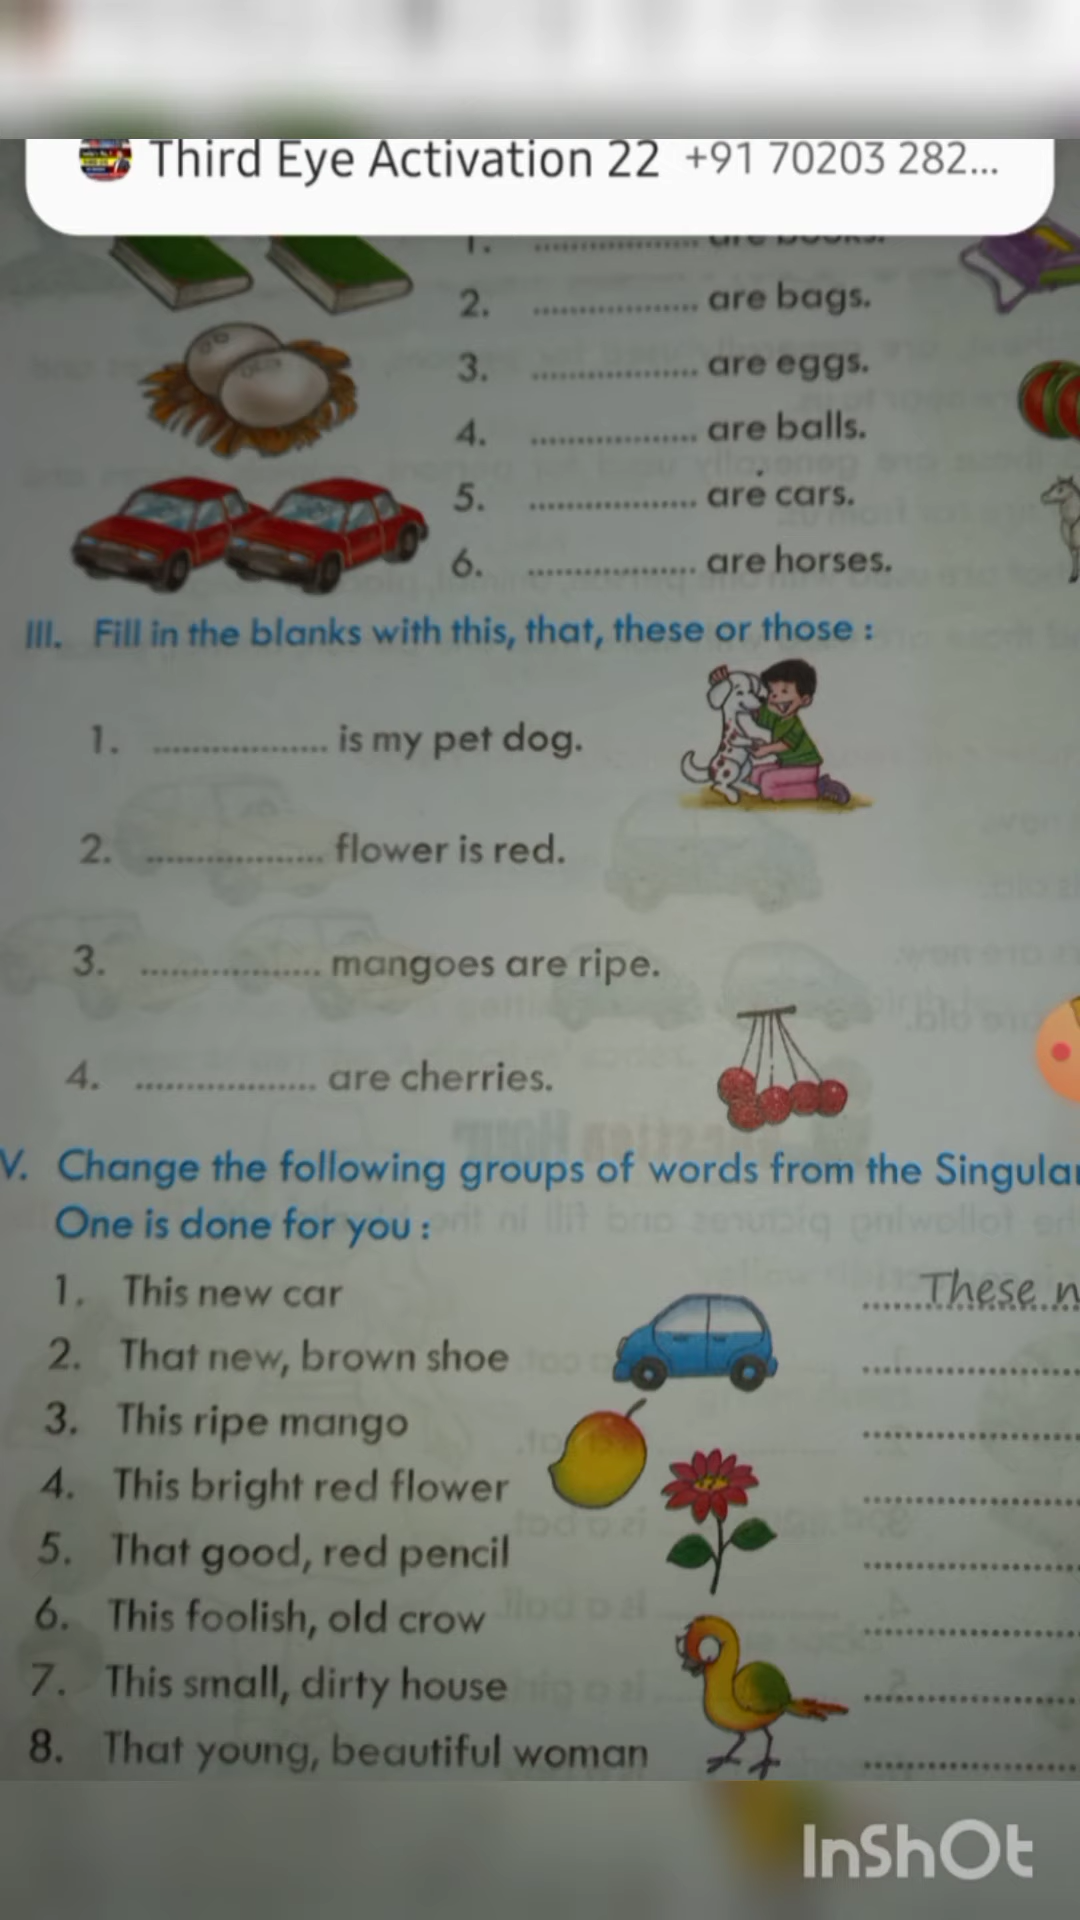 Third Eye Activation 22 +91 70203 282...
1. .................. are books.
2. .................. are bags.
3. .................. are eggs.
4. .................. are balls.
5. .................. are cars.
6. .................. are horses.
III. Fill in the blanks with this, that, these or those :
1. .................. is my pet dog.
2. .................. flower is red.
3. .................. mangoes are ripe.
4. .................. are cherries.
V. Change the following groups of words from the Singular
One is done for you :
1. This new car These n
2. That new, brown shoe
3. This ripe mango
4. This bright red flower
5. That good, red pencil
6. This foolish, old crow
7. This small, dirty house
8. That young, beautiful woman
InShOt